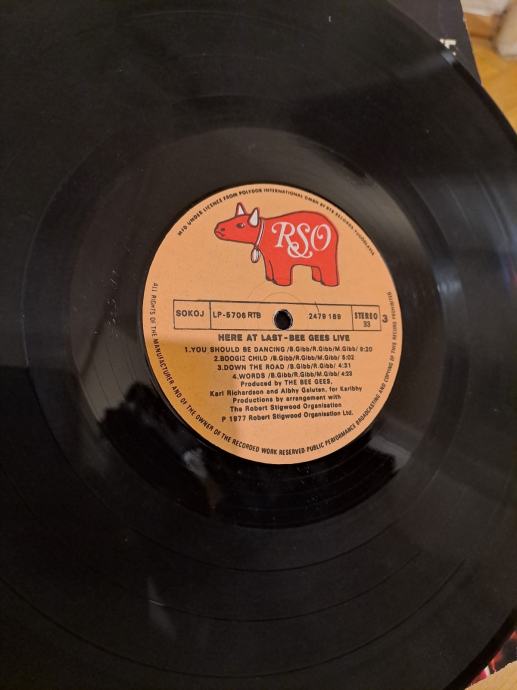 MFD UNDER LICENCE FROM POLYDOR INTERNATIONAL GMBH BY RTB RECORDS YUGOSLAVIA
RSO
SOKOJ LP-5706 RTB 2479 189 STEREO 33 3
HERE AT LAST - BEE GEES LIVE
1.YOU SHOULD BE DANCING /B.Gibb/R.Gibb/M.Gibb/ 9:20
2.BOOGIE CHILD /B.Gibb/R.Gibb/M.Gibb/ 5:02
3.DOWN THE ROAD /B.Gibb/R.Gibb/ 4:31
4.WORDS /B.Gibb/R.Gibb/M.Gibb/ 4:23
Produced by THE BEE GEES,
Karl Richardson and Albhy Galuten, for Karlbhy
Productions by arrangement with
The Robert Stigwood Organisation
P 1977 Robert Stigwood Organisation Ltd.
ALL RIGHTS OF THE MANUFACTURER AND OF THE OWNER OF THE RECORDED WORK RESERVED PUBLIC PERFORMANCE BROADCASTING AND COPYING OF THIS RECORD PROHIBITED